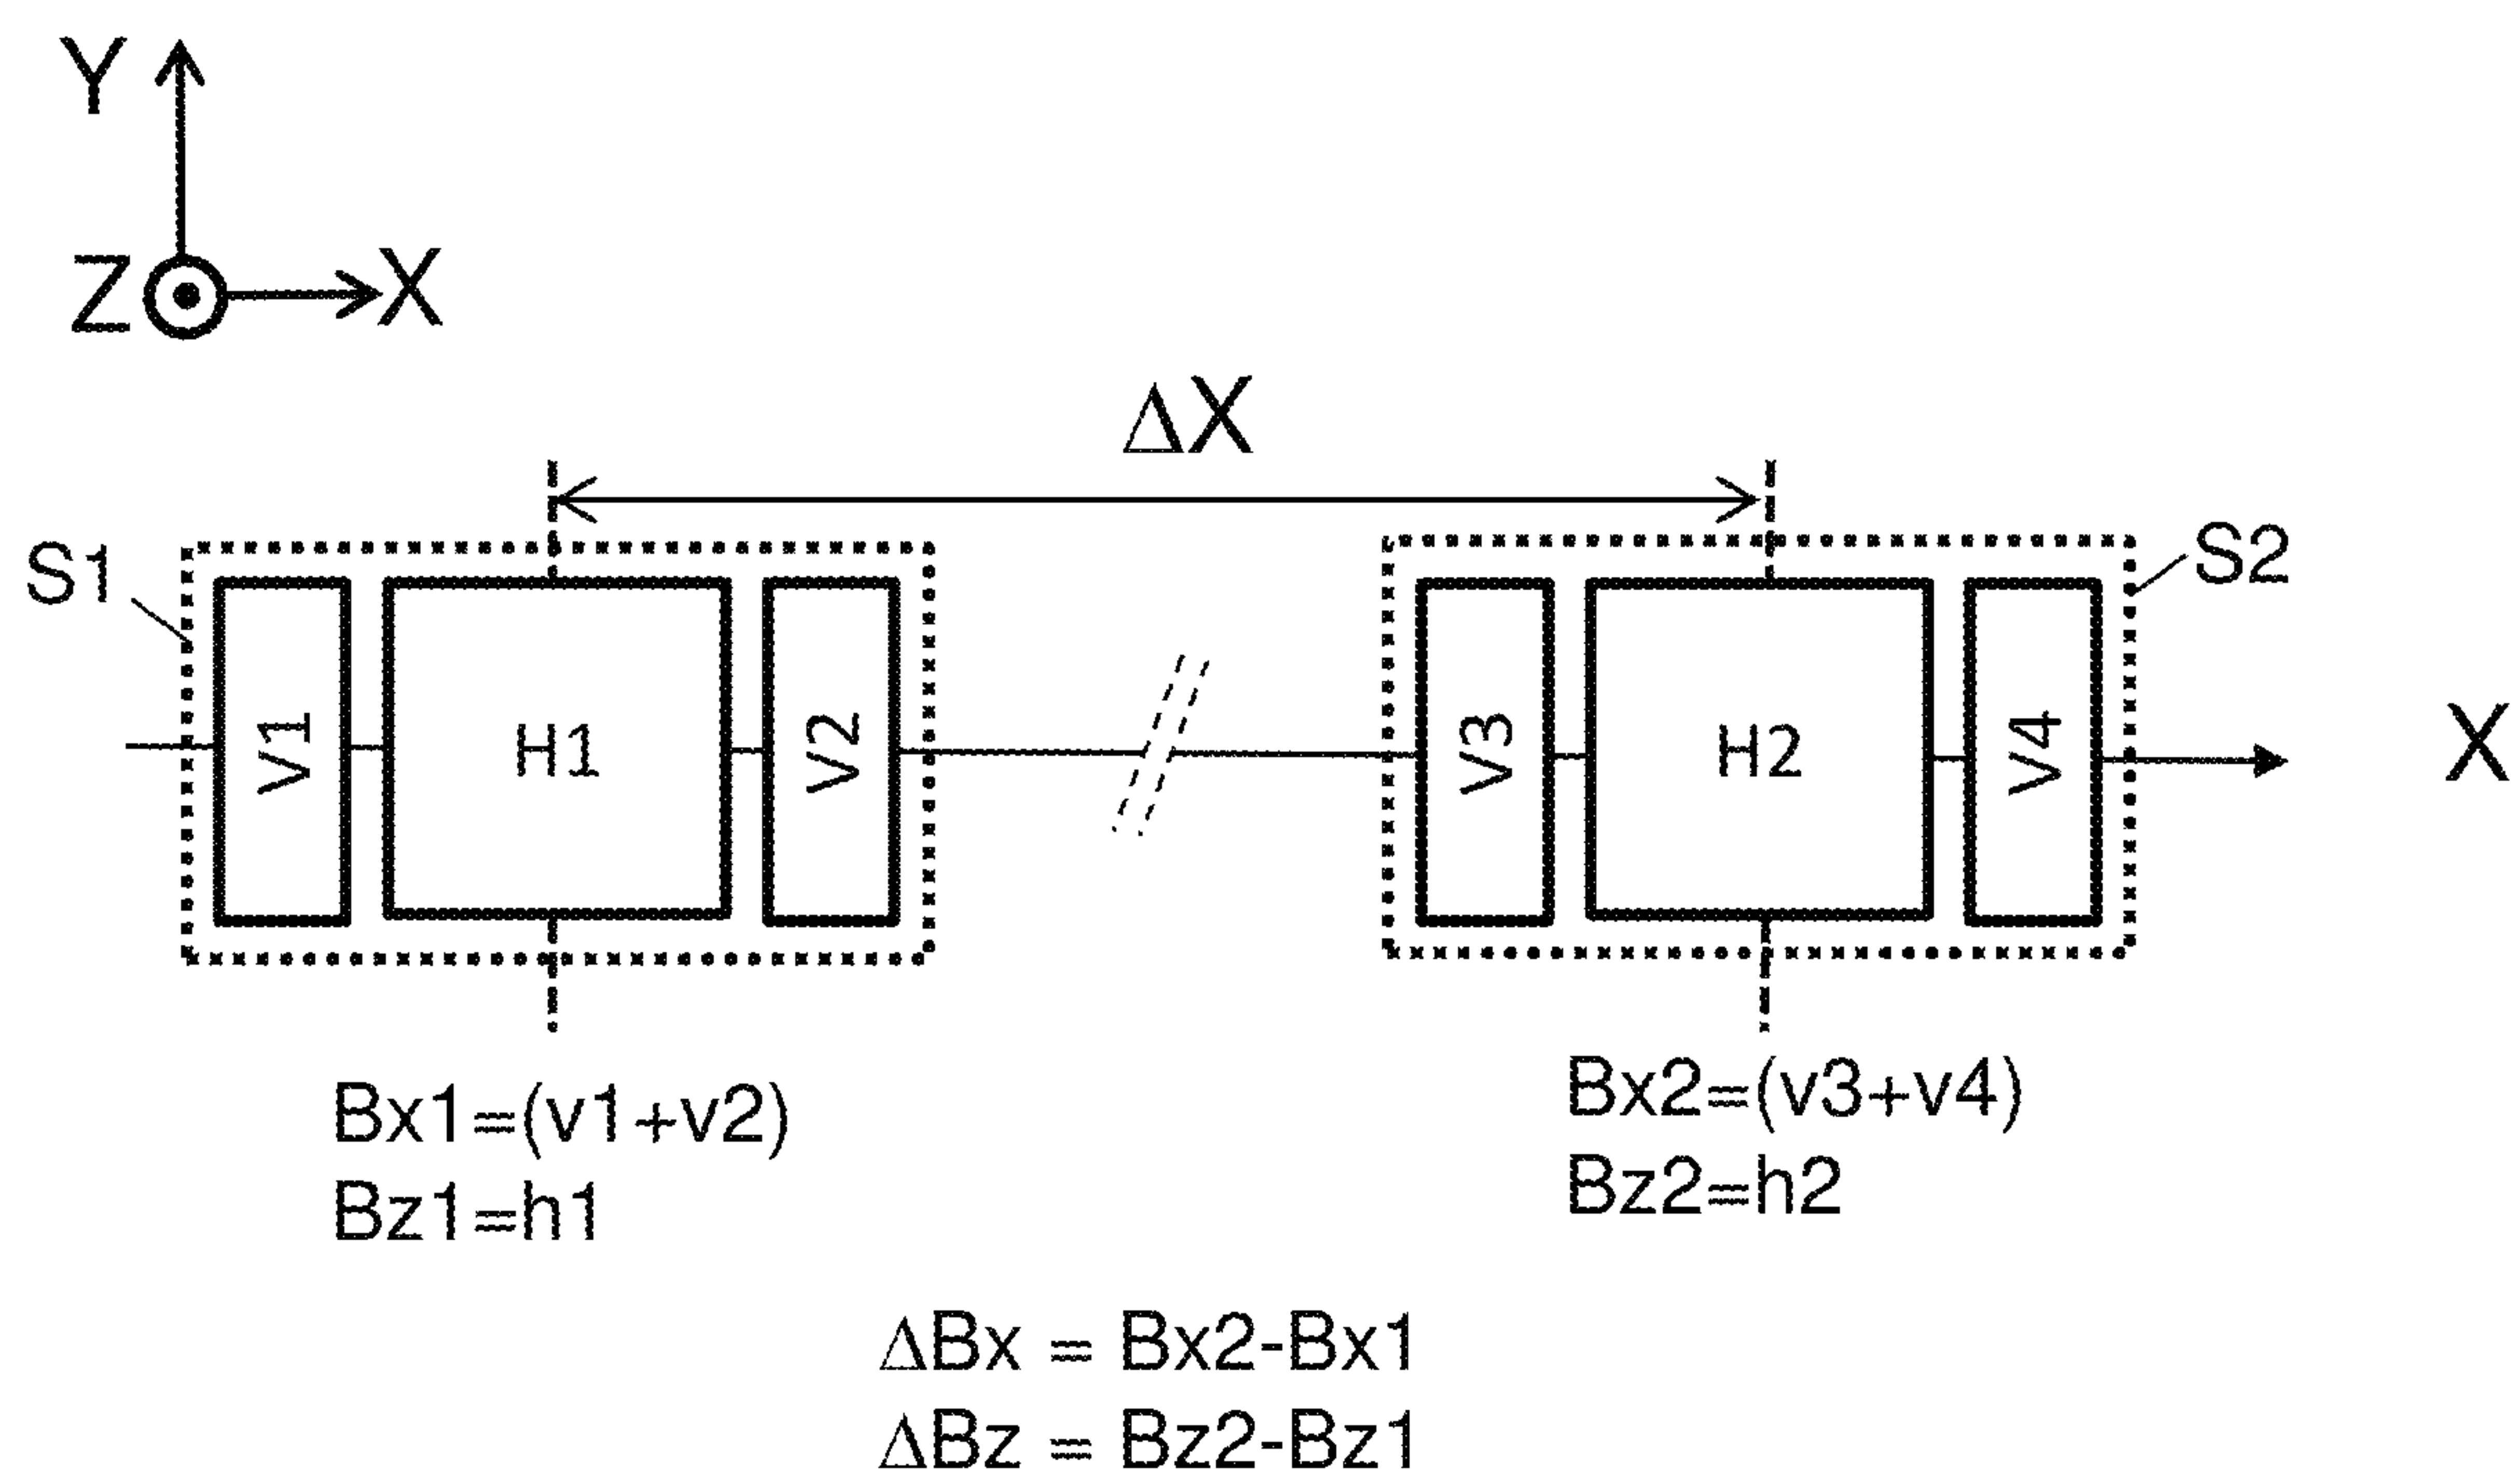 Y
Z X
ΔX
S1 S2
V1 H1 V2 V3 H2 V4 X
Bx1=(v1+v2)
Bz1=h1
Bx2=(v3+v4)
Bz2=h2
ΔBx = Bx2-Bx1
ΔBz = Bz2-Bz1